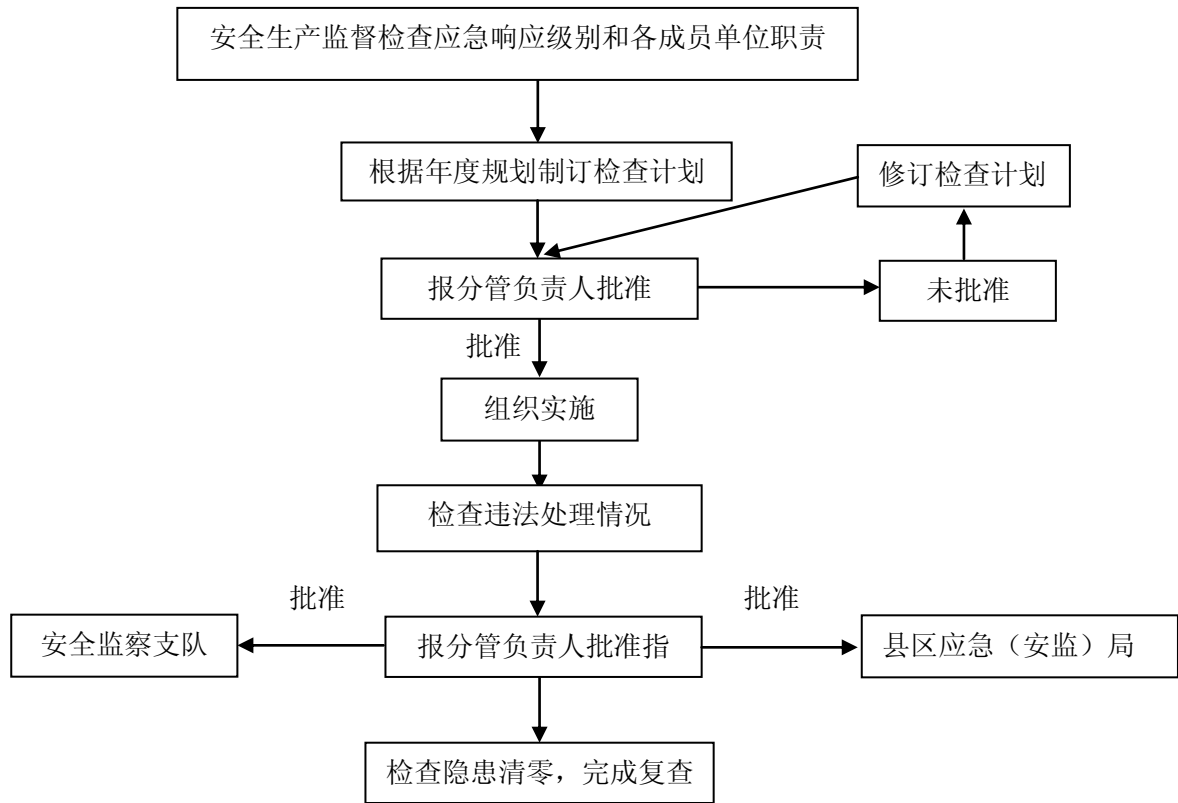 安全生产监督检查应急响应级别和各成员单位职责
根据年度规划制订检查计划
修订检查计划
报分管负责人批准
未批准
批准
组织实施
检查违法处理情况
批准
批准
安全监察支队
报分管负责人批准指
县区应急（安监）局
检查隐患清零，完成复查